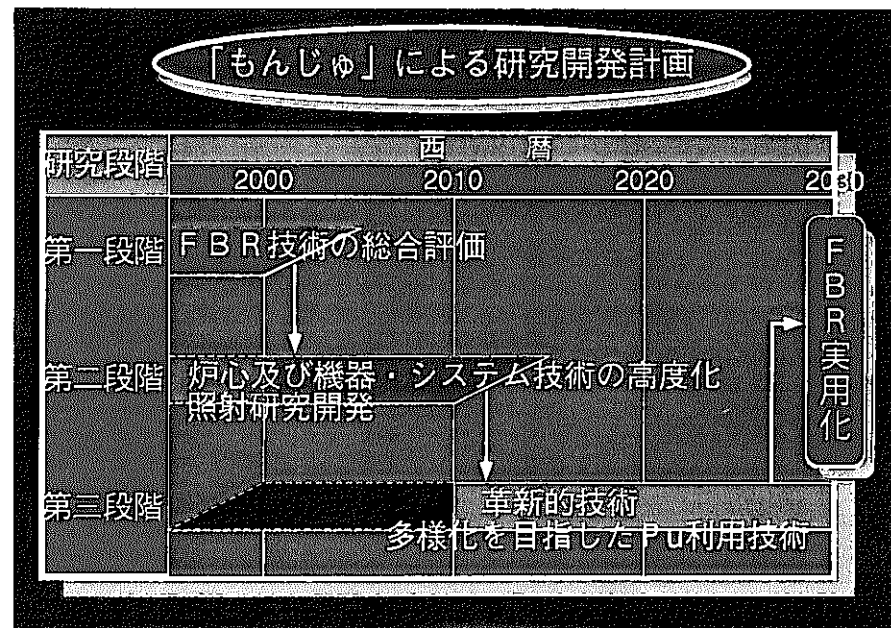 「もんじゅ」による研究開発計画
研究段階
西　暦
2000 2010 2020
第一段階
FBR技術の総合評価
第二段階
炉心及び機器・システム技術の高度化
照射研究開発
第三段階
革新的技術
多様化を目指したPu利用技術
FBR実用化